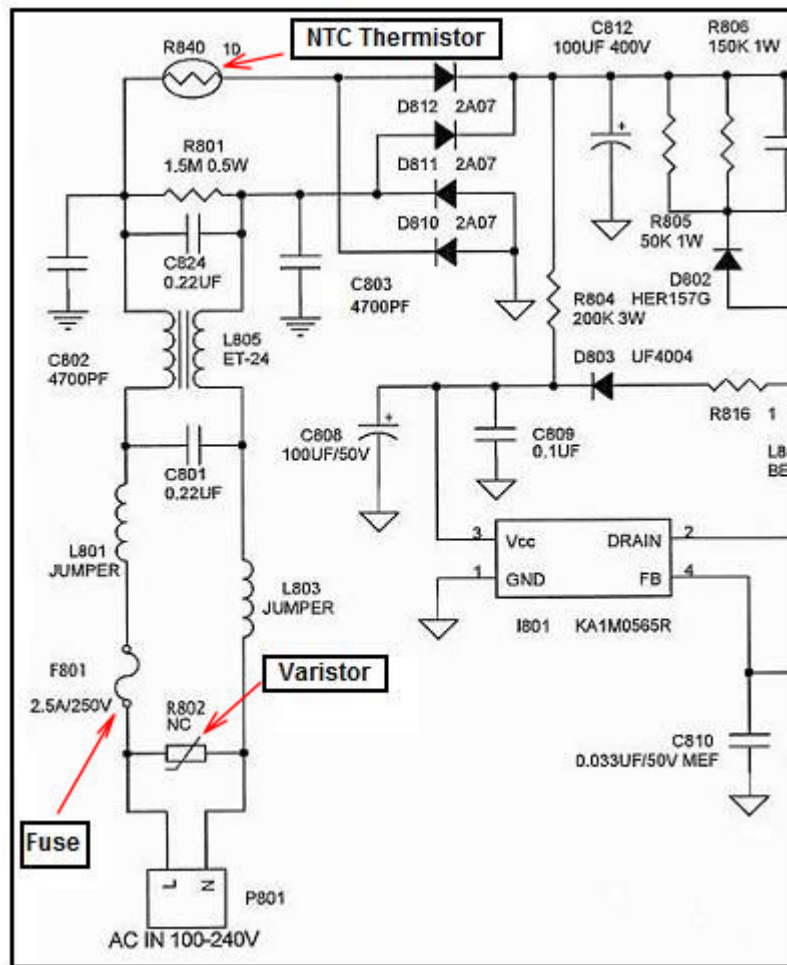 R840 10
NTC Thermistor
C812
100UF 400V
R806
150K 1W
D812 2A07
R801
1.5M 0.5W
D811 2A07
D810 2A07
R805
50K 1W
C824
0.22UF
C803
4700PF
D802
HER157G
R804
200K 3W
L805
ET-24
C802
4700PF
D803 UF4004
R816 1
C808
100UF/50V
C809
0.1UF
C801
0.22UF
L8
BE
3 Vcc DRAIN 2
1 GND FB 4
I801 KA1M0565R
L801
JUMPER
L803
JUMPER
F801
2.5A/250V
R802
NC
Varistor
C810
0.033UF/50V MEF
Fuse
L N
P801
AC IN 100-240V